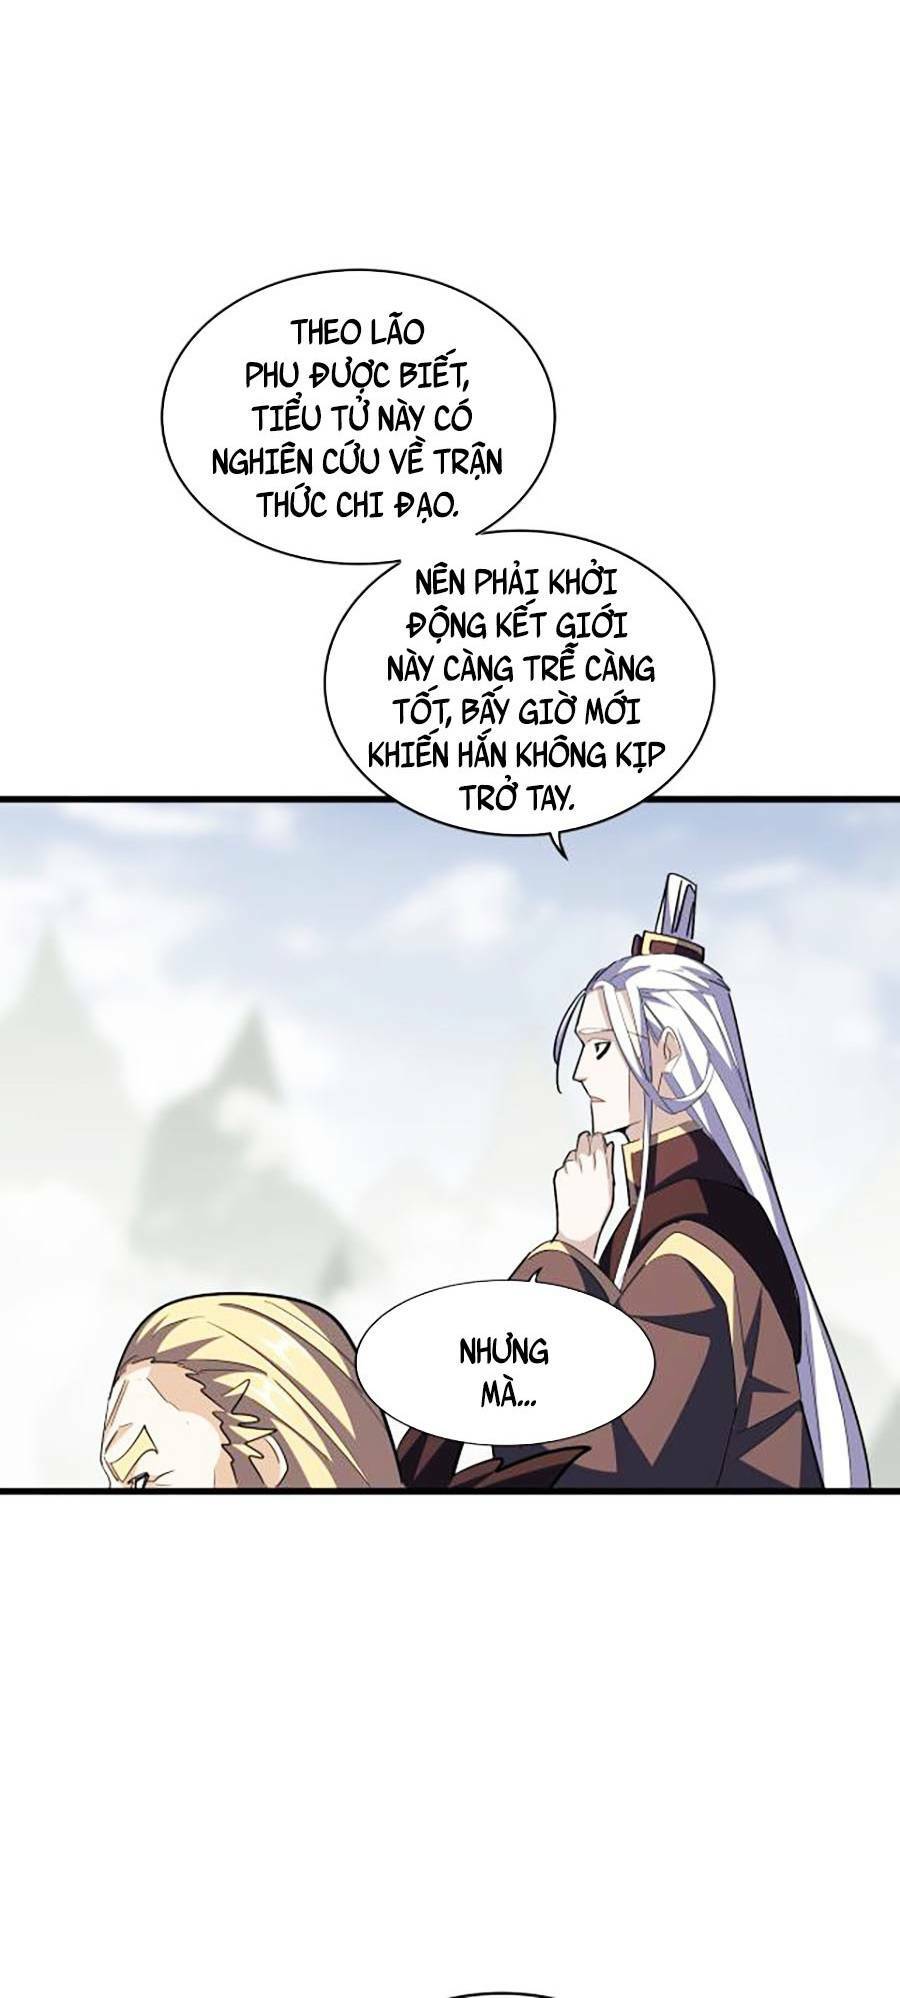 THEO LÃO
PHU ĐƯỢC BIẾT,
TIỂU TỬ NÀY CÓ
NGHIÊN CỨU VỀ TRẬN
THỨC CHI ĐẠO.
NÊN PHẢI KHỞI
ĐỘNG KẾT GIỚI
NÀY CÀNG TRỄ CÀNG
TỐT, BẤY GIỜ MỚI
KHIẾN HẮN KHÔNG KỊP
TRỞ TAY.
NHƯNG
MÀ...